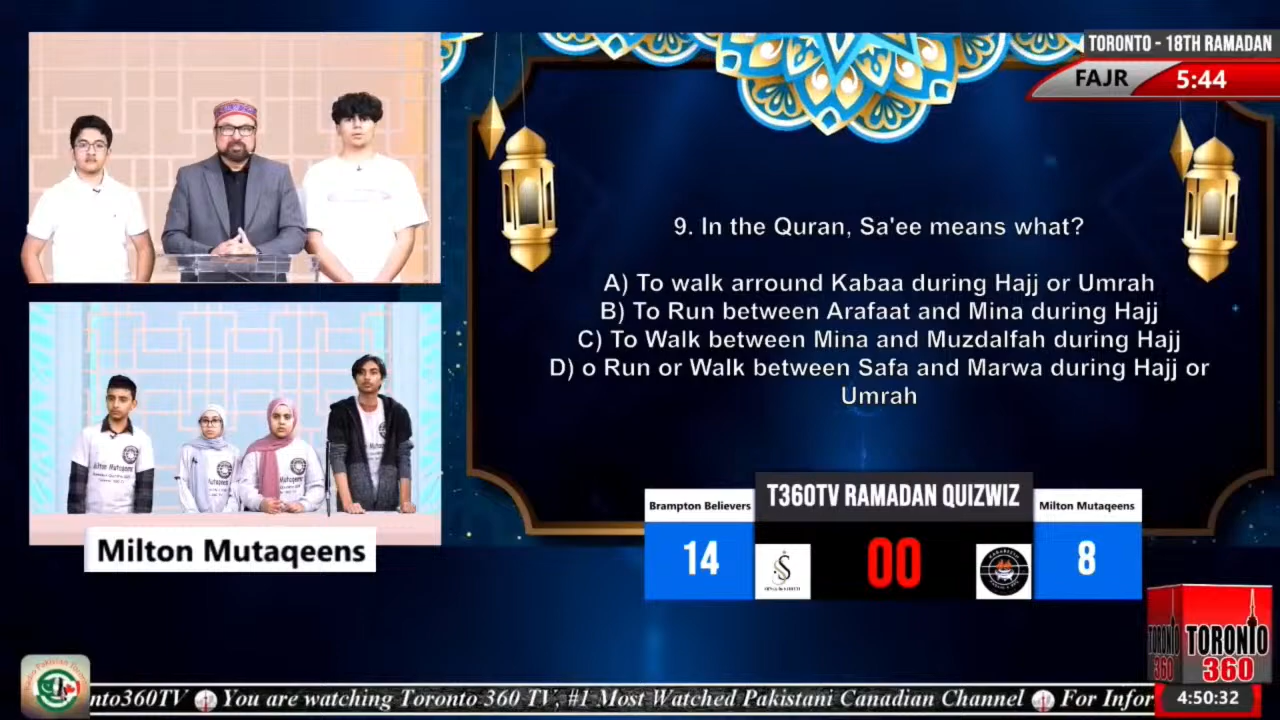 TORONTO - 18TH RAMADAN
FAJR 5:44
9. In the Quran, Sa'ee means what?
A) To walk arround Kabaa during Hajj or Umrah
B) To Run between Arafaat and Mina during Hajj
C) To Walk between Mina and Muzdalfah during Hajj
D) o Run or Walk between Safa and Marwa during Hajj or
Umrah
Milton Mutaqeens
T360TV RAMADAN QUIZWIZ
Brampton Believers
Milton Mutaqeens
14
00
8
TORONTO
360
TORONTO
360
nto360TV You are watching Toronto 360 TV, #1 Most Watched Pakistani Canadian Channel For Infor
4:50:32